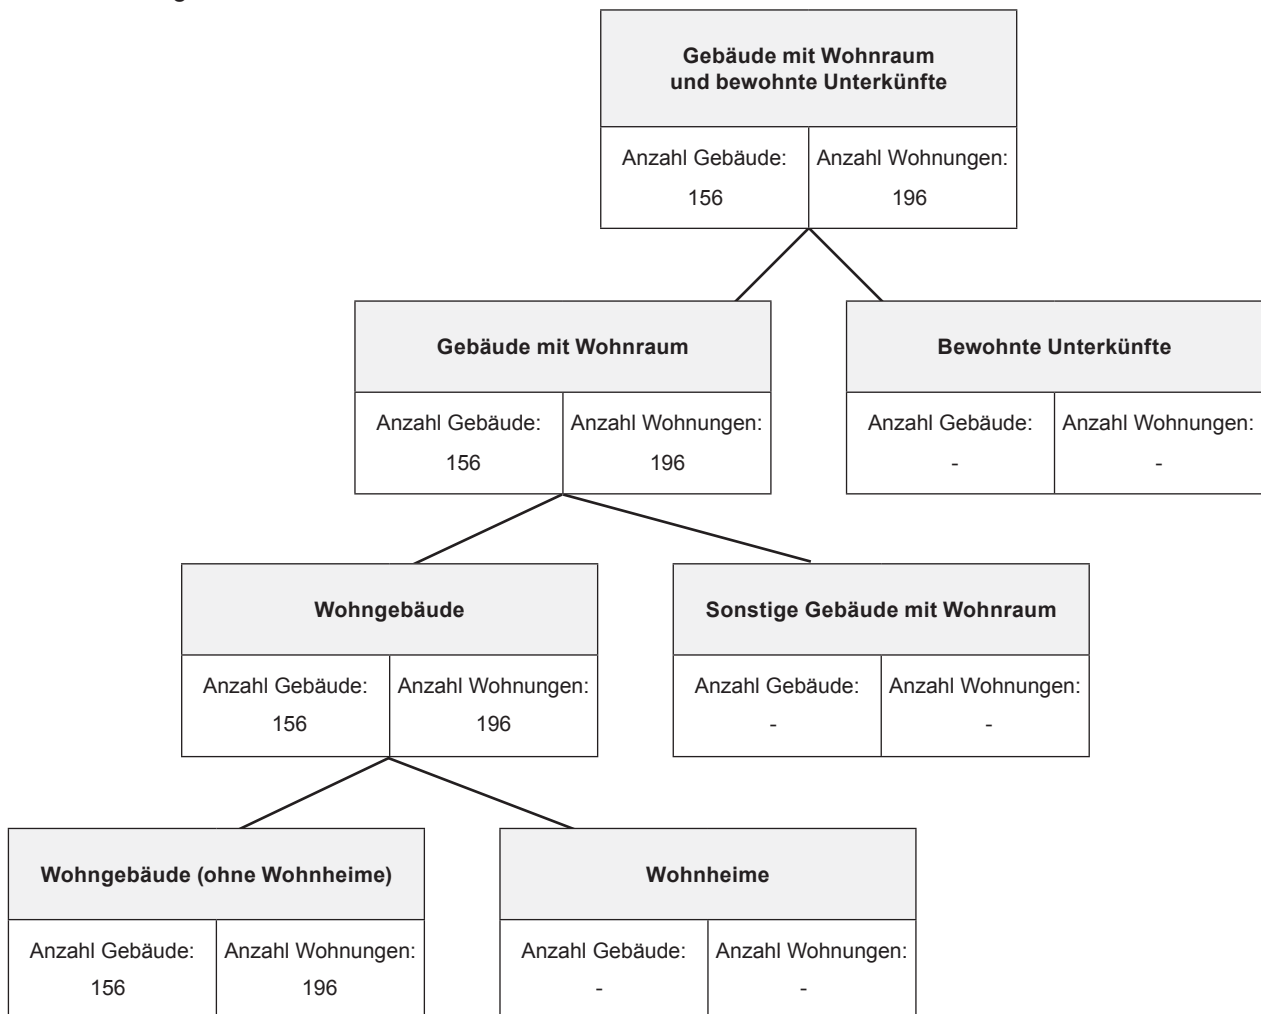 Gebäude mit Wohnraum
und bewohnte Unterkünfte
Anzahl Gebäude: Anzahl Wohnungen:
156 196
Gebäude mit Wohnraum Bewohnte Unterkünfte
Anzahl Gebäude: Anzahl Wohnungen: Anzahl Gebäude: Anzahl Wohnungen:
156 196 - -
Wohngebäude Sonstige Gebäude mit Wohnraum
Anzahl Gebäude: Anzahl Wohnungen: Anzahl Gebäude: Anzahl Wohnungen:
156 196 - -
Wohngebäude (ohne Wohnheime) Wohnheime
Anzahl Gebäude: Anzahl Wohnungen: Anzahl Gebäude: Anzahl Wohnungen:
156 196 - -